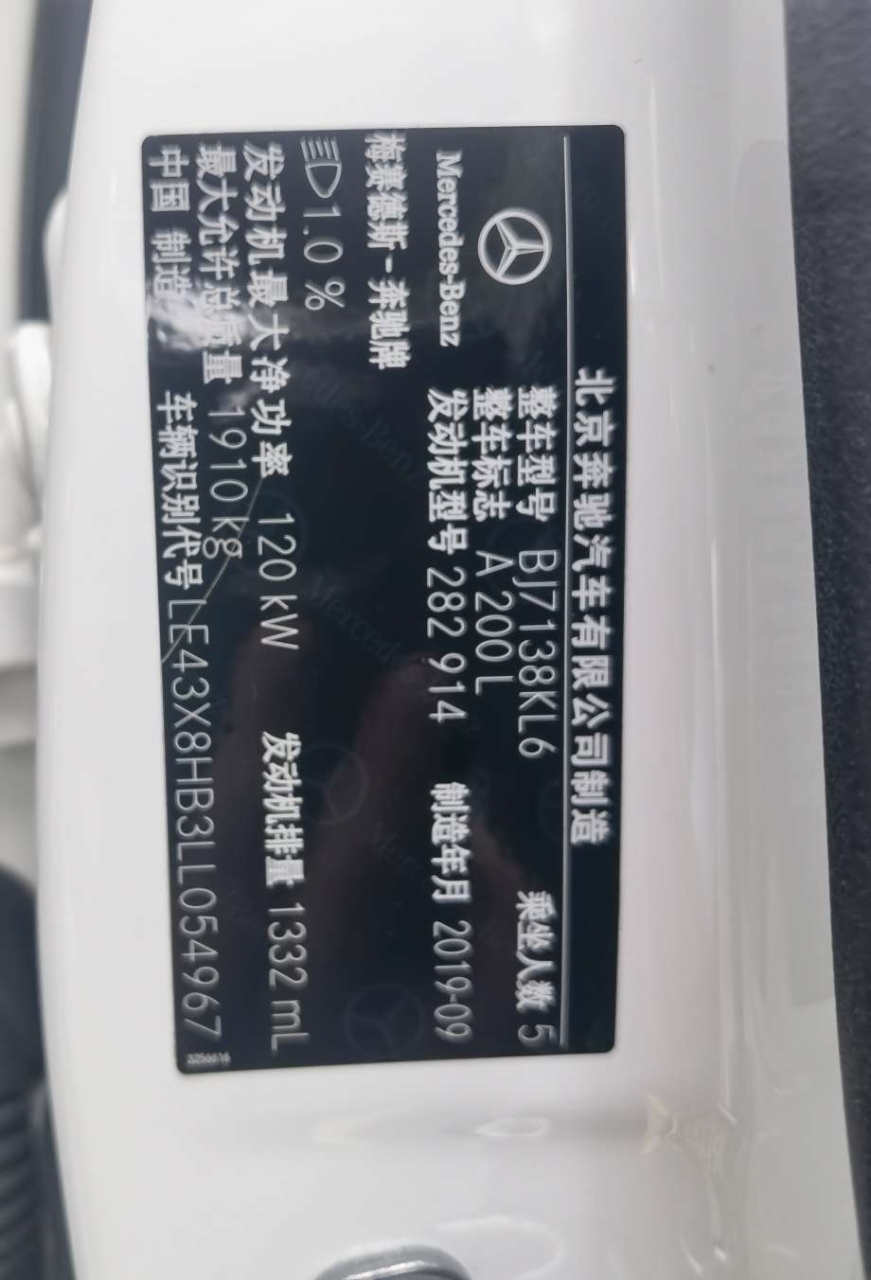 北京奔驰汽车有限公司制造
整车型号 BJ7138KL6 乘坐人数 5
整车标志 A 200 L
Mercedes-Benz 发动机型号 282 914 制造年月 2019-09
梅赛德斯-奔驰牌
1.0 %
发动机最大净功率 120 kW 发动机排量 1332 mL
最大允许总质量 1910 kg
中国 制造 车辆识别代号 LE43X8HB3LL054967